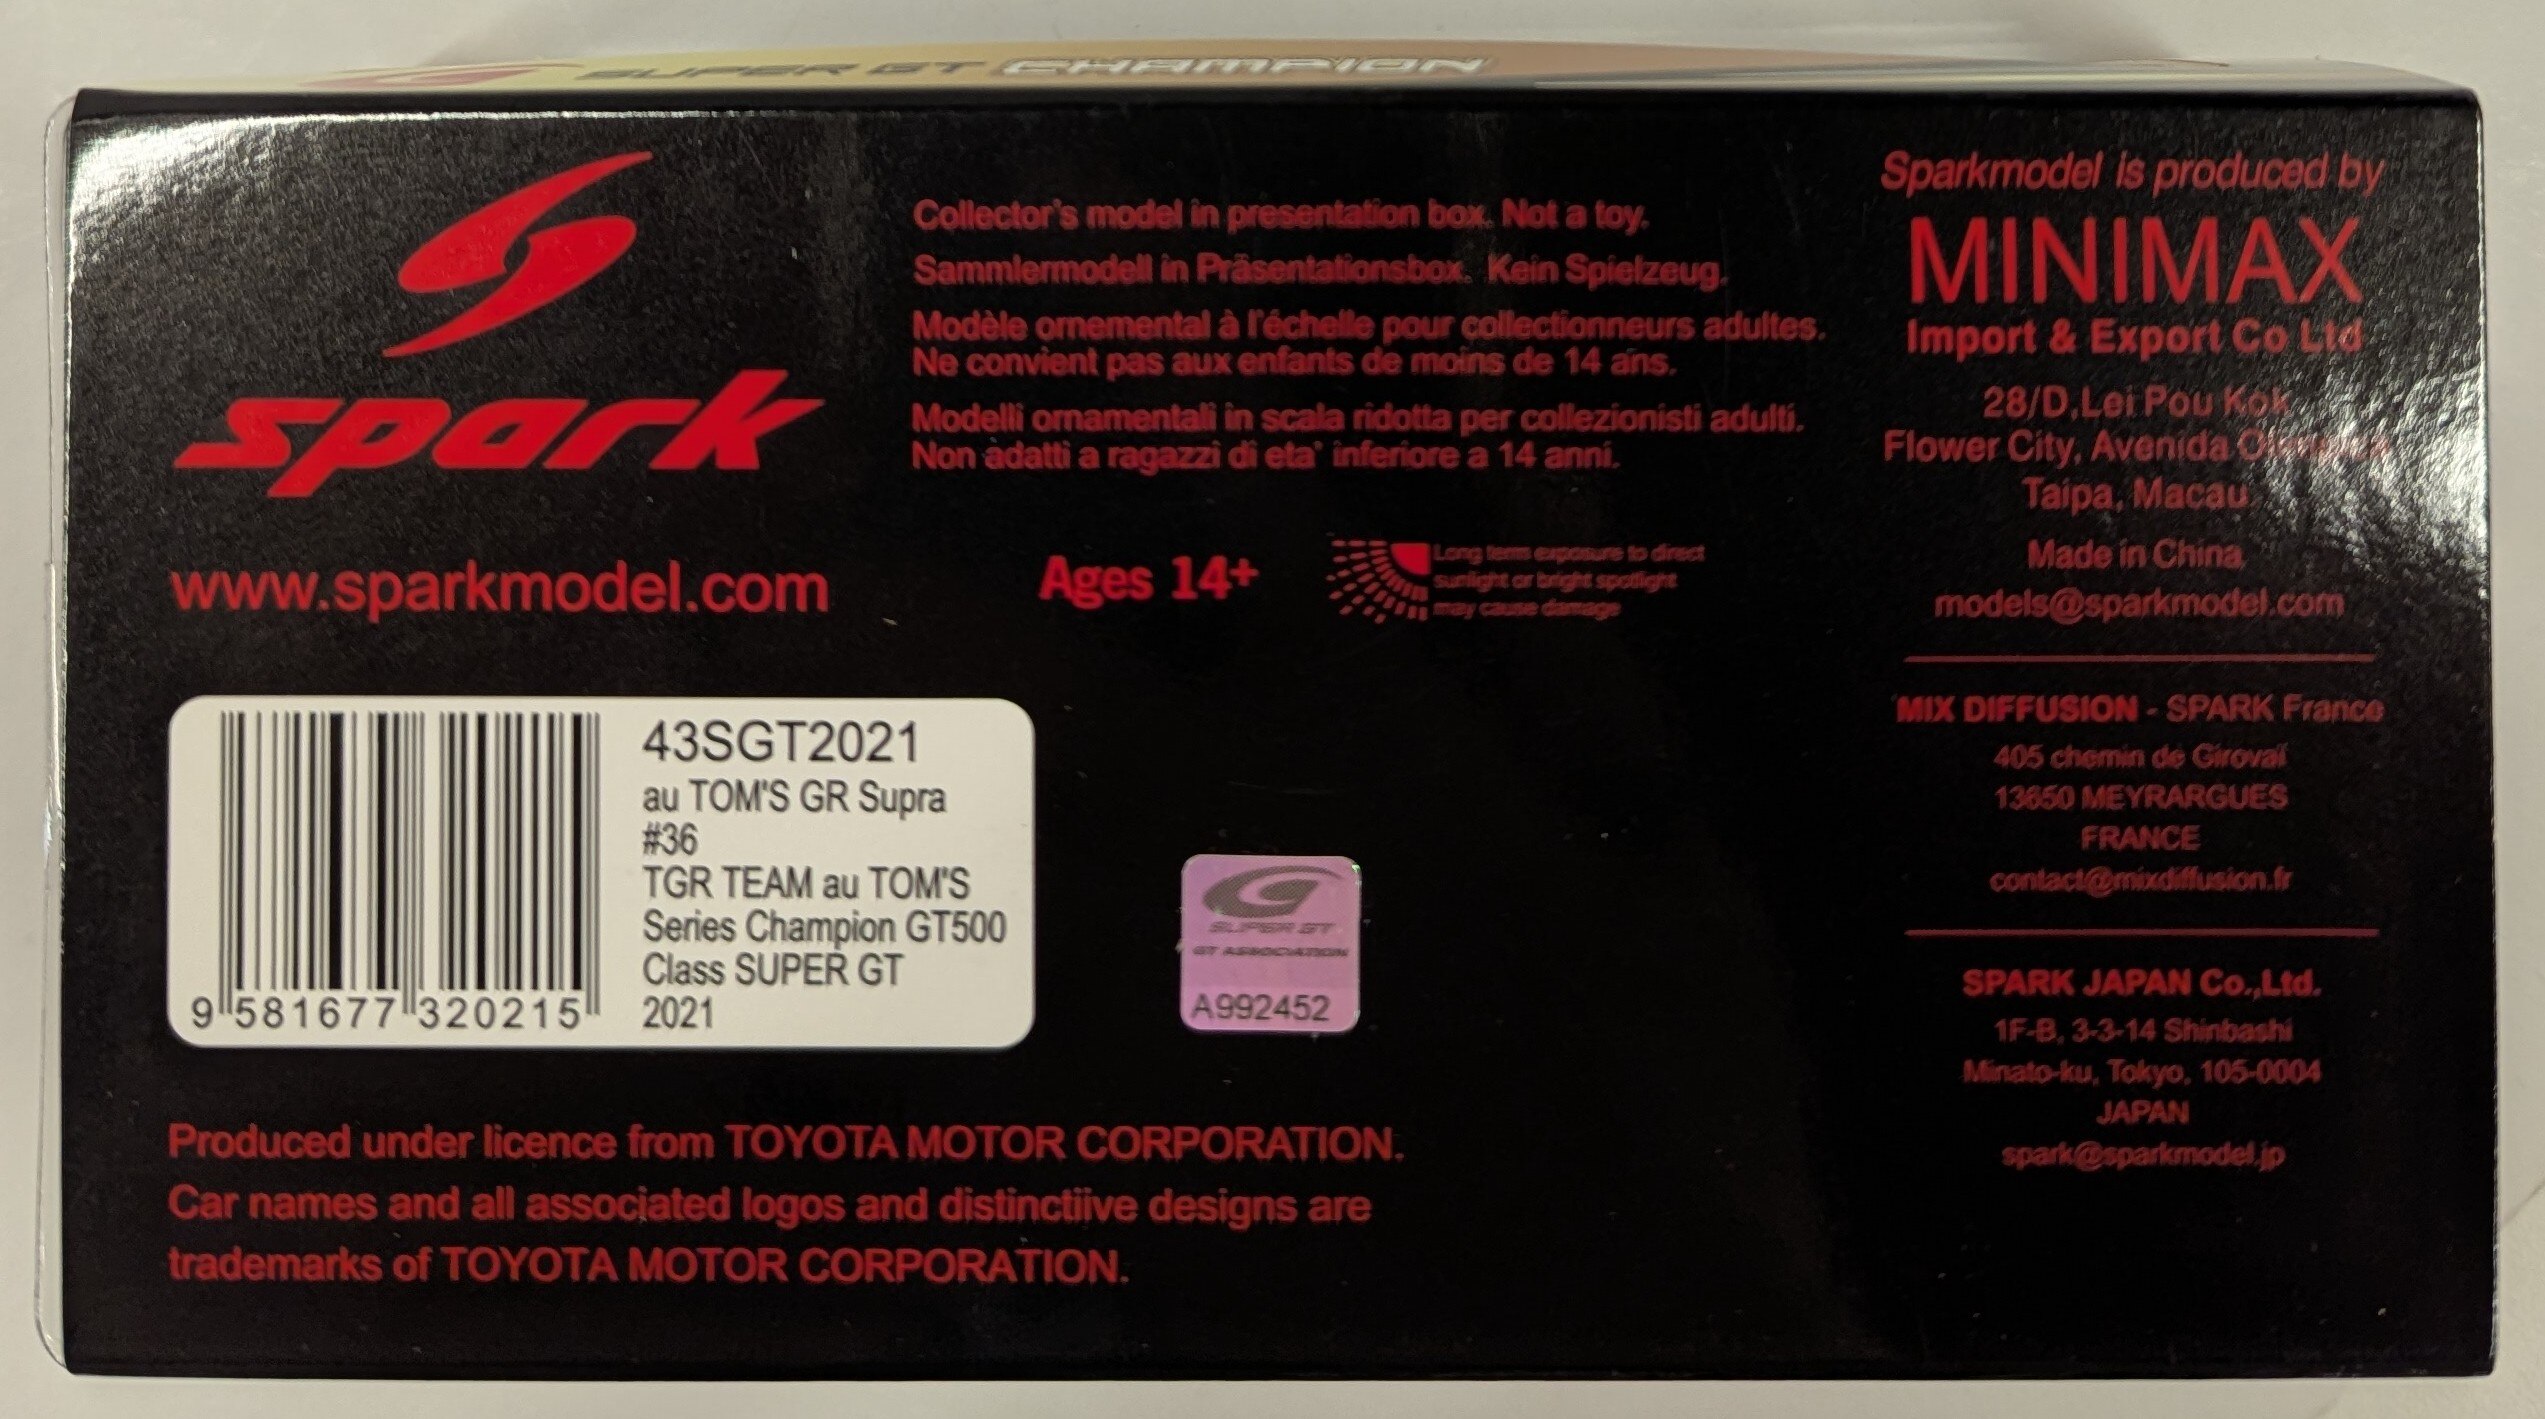 SUPER GT CHAMPION
spark
www.sparkmodel.com
Collector's model in presentation box. Not a toy.
Sammlermodell in Präsentationsbox. Kein Spielzeug.
Modèle ornemental à l'échelle pour collectionneurs adultes.
Ne convient pas aux enfants de moins de 14 ans.
Modelli ornamentali in scala ridotta per collezionisti adulti.
Non adatti a ragazzi di eta' inferiore a 14 anni.
Ages 14+
Long term exposure to direct
sunlight or bright spotlight
may cause damage
43SGT2021
au TOM'S GR Supra
#36
TGR TEAM au TOM'S
Series Champion GT500
Class SUPER GT
2021
9 581677 320215
SUPER GT
GT ASSOCIATION
A992452
Produced under licence from TOYOTA MOTOR CORPORATION.
Car names and all associated logos and distinctiive designs are
trademarks of TOYOTA MOTOR CORPORATION.
Sparkmodel is produced by
MINIMAX
Import & Export Co Ltd
28/D,Lei Pou Kok
Flower City, Avenida
Taipa, Macau
Made in China
models@sparkmodel.com
MIX DIFFUSION - SPARK France
405 chemin de Girovaï
13650 MEYRARGUES
FRANCE
contact@mixdiffusion.fr
SPARK JAPAN Co.,Ltd.
1F-B, 3-3-14 Shinbashi
Minato-ku, Tokyo, 105-0004
JAPAN
spark@sparkmodel.jp